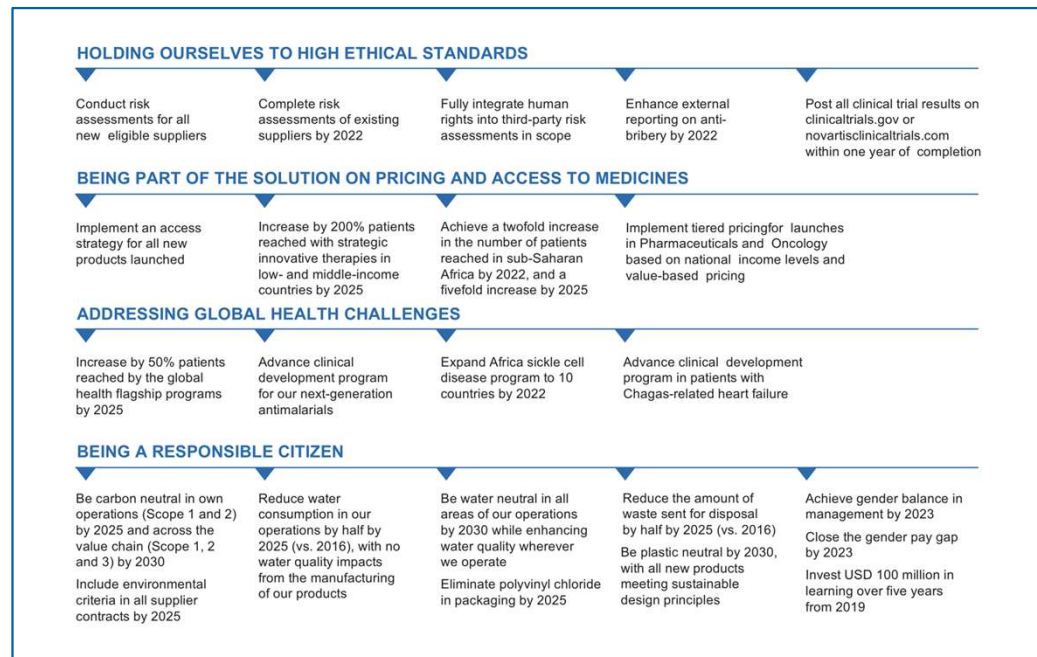 HOLDING OURSELVES TO HIGH ETHICAL STANDARDS
Conduct risk
assessments for all
new eligible suppliers
Complete risk
assessments of existing
suppliers by 2022
Fully integrate human
rights into third-party risk
assessments in scope
Enhance external
reporting on anti-
bribery by 2022
Post all clinical trial results on
clinicaltrials.gov or
novartisclinicaltrials.com
within one year of completion
BEING PART OF THE SOLUTION ON PRICING AND ACCESS TO MEDICINES
Implement an access
strategy for all new
products launched
Increase by 200% patients
reached with strategic
innovative therapies in
low- and middle-income
countries by 2025
Achieve a twofold increase
in the number of patients
reached in sub-Saharan
Africa by 2022, and a
fivefold increase by 2025
Implement tiered pricingfor launches
in Pharmaceuticals and Oncology
based on national income levels and
value-based pricing
ADDRESSING GLOBAL HEALTH CHALLENGES
Increase by 50% patients
reached by the global
health flagship programs
by 2025
Advance clinical
development program
for our next-generation
antimalarials
Expand Africa sickle cell
disease program to 10
countries by 2022
Advance clinical development
program in patients with
Chagas-related heart failure
BEING A RESPONSIBLE CITIZEN
Be carbon neutral in own
operations (Scope 1 and 2)
by 2025 and across the
value chain (Scope 1, 2
and 3) by 2030
Include environmental
criteria in all supplier
contracts by 2025
Reduce water
consumption in our
operations by half by
2025 (vs. 2016), with no
water quality impacts
from the manufacturing
of our products
Be water neutral in all
areas of our operations
by 2030 while enhancing
water quality wherever
we operate
Eliminate polyvinyl chloride
in packaging by 2025
Reduce the amount of
waste sent for disposal
by half by 2025 (vs. 2016)
Be plastic neutral by 2030,
with all new products
meeting sustainable
design principles
Achieve gender balance in
management by 2023
Close the gender pay gap
by 2023
Invest USD 100 million in
learning over five years
from 2019